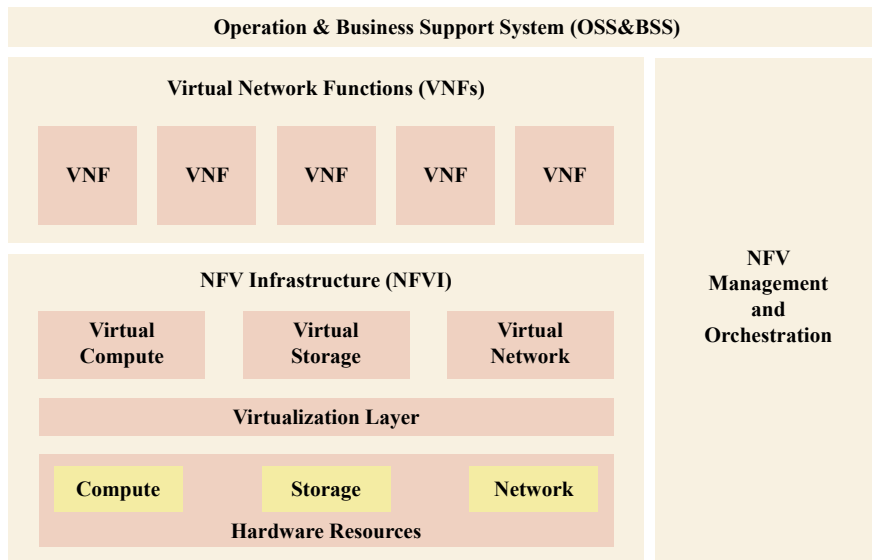 Operation & Business Support System (OSS&BSS)
Virtual Network Functions (VNFs)
VNF
VNF
VNF
VNF
VNF
NFV Infrastructure (NFVI)
Virtual
Compute
Virtual
Storage
Virtual
Network
Virtualization Layer
Compute
Storage
Network
Hardware Resources
NFV
Management
and
Orchestration